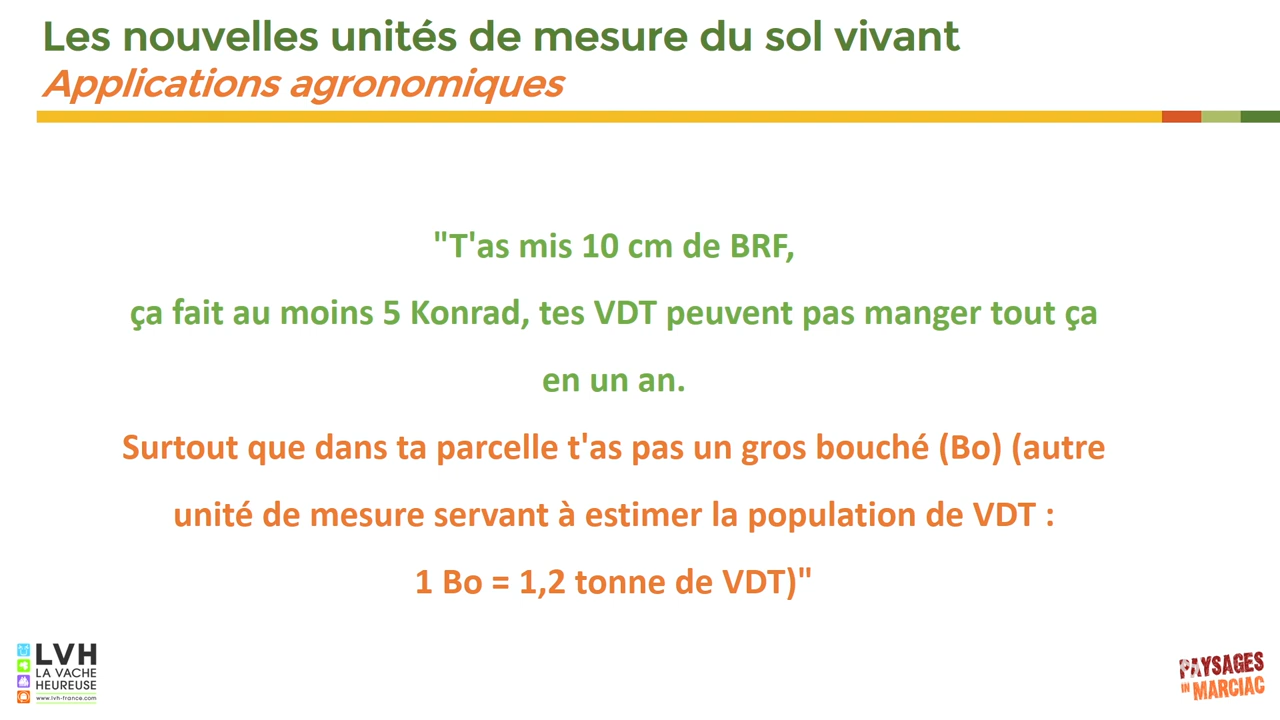 Les nouvelles unités de mesure du sol vivant
Applications agronomiques
"T'as mis 10 cm de BRF,
ça fait au moins 5 Konrad, tes VDT peuvent pas manger tout ça
en un an.
Surtout que dans ta parcelle t'as pas un gros bouché (Bo) (autre
unité de mesure servant à estimer la population de VDT :
1 Bo = 1,2 tonne de VDT)"
LVH
LA VACHE
HEUREUSE
www.lvh-france.com
PAYSAGES
IN MARCIAC